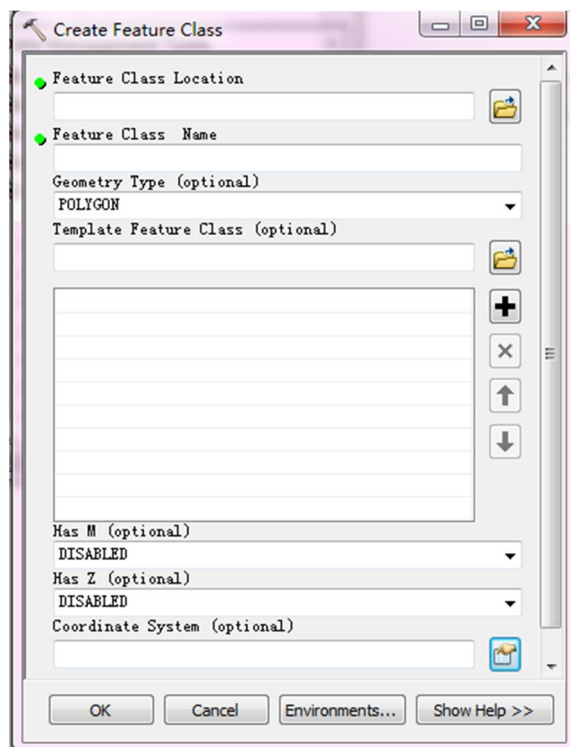 Create Feature Class
Feature Class Location
Feature Class Name
Geometry Type (optional)
POLYGON
Template Feature Class (optional)
Has M (optional)
DISABLED
Has Z (optional)
DISABLED
Coordinate System (optional)
OK
Cancel
Environments...
Show Help >>